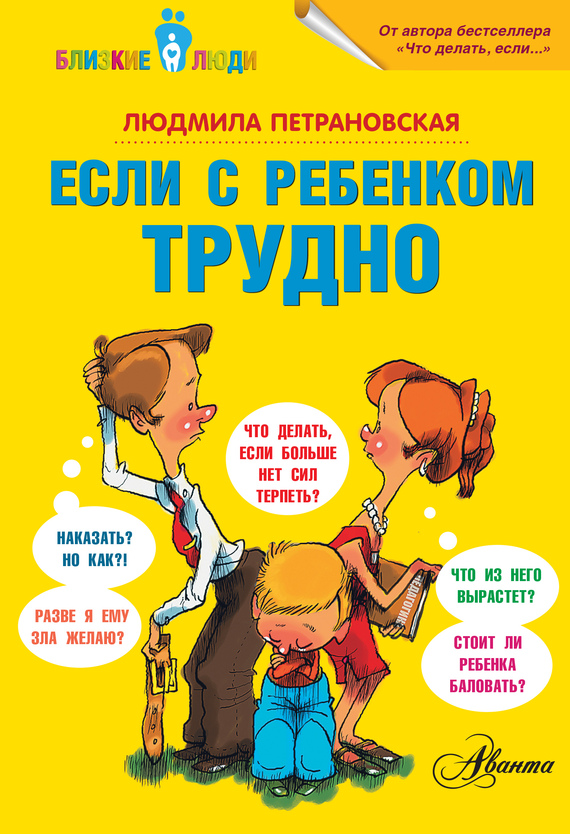 БЛИЗКИЕ ЛЮДИ
От автора бестселлера
«Что делать, если...»
ЛЮДМИЛА ПЕТРАНОВСКАЯ
ЕСЛИ С РЕБЕНКОМ
ТРУДНО
ЧТО ДЕЛАТЬ,
ЕСЛИ БОЛЬШЕ
НЕТ СИЛ
ТЕРПЕТЬ?
НАКАЗАТЬ?
НО КАК?!
РАЗВЕ Я ЕМУ
ЗЛА ЖЕЛАЮ?
ПЕДАГОГИКА
ЧТО ИЗ НЕГО
ВЫРАСТЕТ?
СТОИТ ЛИ
РЕБЕНКА
БАЛОВАТЬ?
Аванта